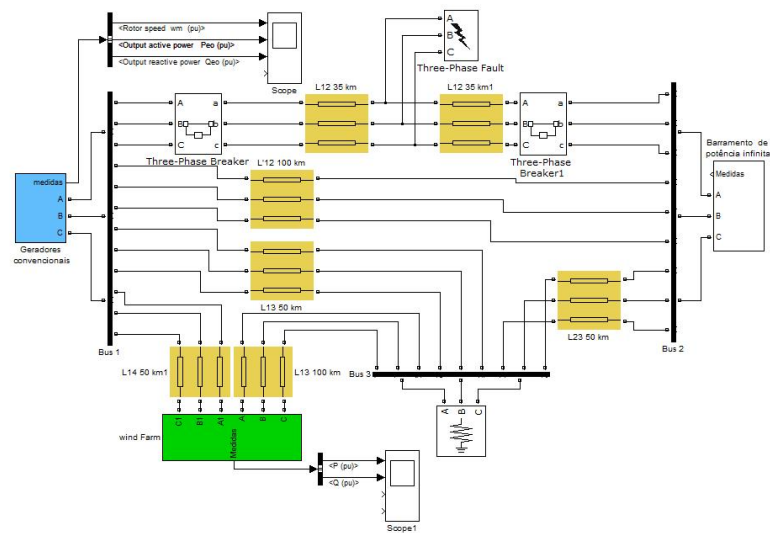 <Rotor speed wm (pu)>
<Output active power Peo (pu)>
<Output reactive power Qeo (pu)>
Scope
A
B
C
Three-Phase Fault
L12 35 km
L12 35 km1
A
B
C
a
b
c
Three-Phase Breaker
A
B
C
a
b
c
Three-Phase
Breaker1
Barramento de
potência infinita
Medidas
A
B
C
L'12 100 km
medidas
A
B
C
Geradores
convencionais
L13 50 km
L23 50 km
Bus 1
Bus 2
L14 50 km1
L13 100 km
Bus 3
C1
B1
A1
A
B
C
wind Farm
Medidas
A
B
C
<P (pu)>
<Q (pu)>
Scope1